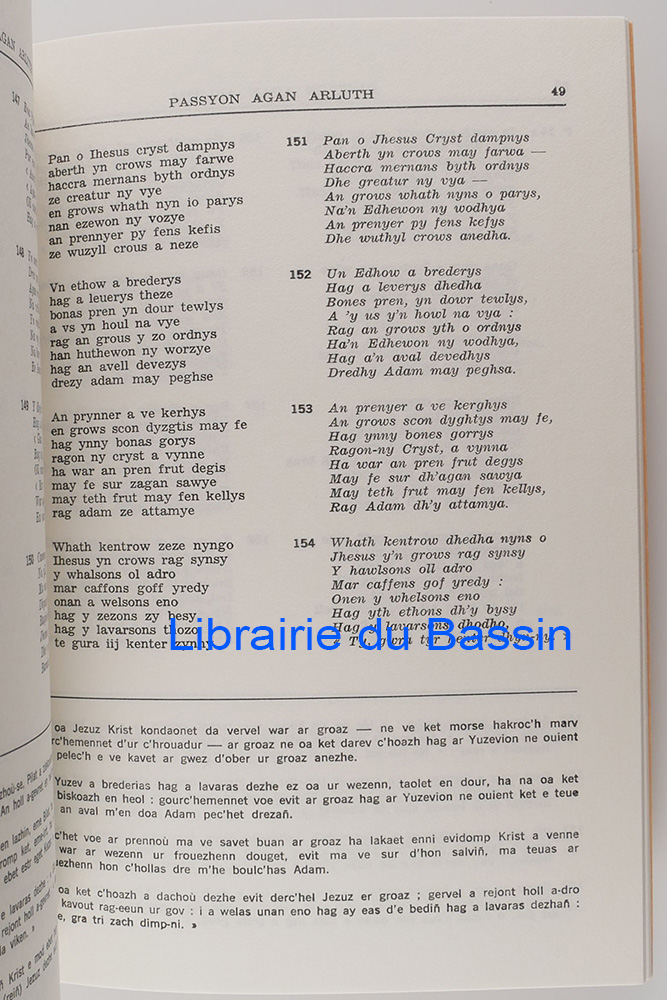 PASSYON AGAN ARLUTH 49
Pan o Ihesus cryst dampnys
aberth yn crows may farwe
haccra mernans byth ordnys
ze creatur ny vye
en grows whath nyn io parys
nan ezewon ny vozye
an prennyer py fens kefis
ze wuzyll crous a neze
Vn ethow a brederys
hag a leuerys theze
bonas pren yn dour tewlys
a vs yn houl na vye
rag an grous y zo ordnys
han huthewon ny worzye
hag an avell devezys
drezy adam may peghse
An prynner a ve kerhys
en grows scon dyzgtis may fe
hag ynny bonas gorys
ragon ny cryst a vynne
ha war an pren frut degis
may fe sur zagan sawye
may teth frut may fen kellys
rag adam ze attamye
Whath kentrow zeze nyngo
Ihesus yn crows rag synsy
y whalsons ol adro
mar caffons goff yredy
onan a welsons eno
hag y zezons zy besy
hag y lavarsons thozo
te gura iij kenter zynny
151 Pan o Jhesus Cryst dampnys
Aberth yn crows may farwa —
Haccra mernans byth ordnys
Dhe greatur ny vya —
An grows whath nyns o parys,
Na'n Edhewon ny wodhya
An prenyer py fens kefys
Dhe wuthyl crows anedha.
152 Un Edhow a brederys
Hag a leverys dhedha
Bones pren, yn dowr tewlys,
A 'y us y'n howl na vya :
Rag an grows yth o ordnys
Ha'n Edhewon ny wodhya,
Hag a'n aval devedhys
Dredhy Adam may peghsa.
153 An prenyer a ve kerghys
An grows scon dyghtys may fe,
Hag ynny bones gorrys
Ragon-ny Cryst, a vynna
Ha war an pren frut degys
May fe sur dh'agan sawya
May teth frut may fen kellys,
Rag Adam dh'y attamya.
154 Whath kentrow dhedha nyns o
Jhesus y'n grows rag synsy
Y hawlsons oll adro
Mar caffens gof yredy :
Onen y whelsons eno
Hag yth ethons dh'y bysy
Hag y lavarsons dhodho,
« Ty, gwra tyr kenter dhyn-ny. »
Librairie du Bassin
oa Jezuz Krist kondaonet da vervel war ar groaz — ne ve ket morse hakroc'h marv
rc'hemennet d'ur c'hrouadur — ar groaz ne oa ket darev c'hoazh hag ar Yuzevion ne ouient
pelec'h e ve kavet ar gwez d'ober ur groaz anezhe.
Yuzev a brederias hag a lavaras dezhe ez oa ur wezenn, taolet en dour, ha na oa ket
biskoazh en heol : gourc'hemennet voe evit ar groaz hag ar Yuzevion ne ouient ket e teue
an aval m'en doa Adam pec'het drezañ.
c'het voe ar prennoù ma ve savet buan ar groaz ha lakaet enni evidomp Krist a venne
war ar wezenn ur frouezhenn douget, evit ma ve sur d'hon salviñ, ma teuas ar
uezhenn hon c'hollas dre m'he boulc'has Adam.
oa ket c'hoazh a dachoù dezhe evit derc'hel Jezuz er groaz ; gervel a rejont holl a-dro
kavout rag-eeun ur gov : i a welas unan eno hag ay eas d'e bediñ hag a lavaras dezhañ :
e, gra tri zach dimp-ni. »